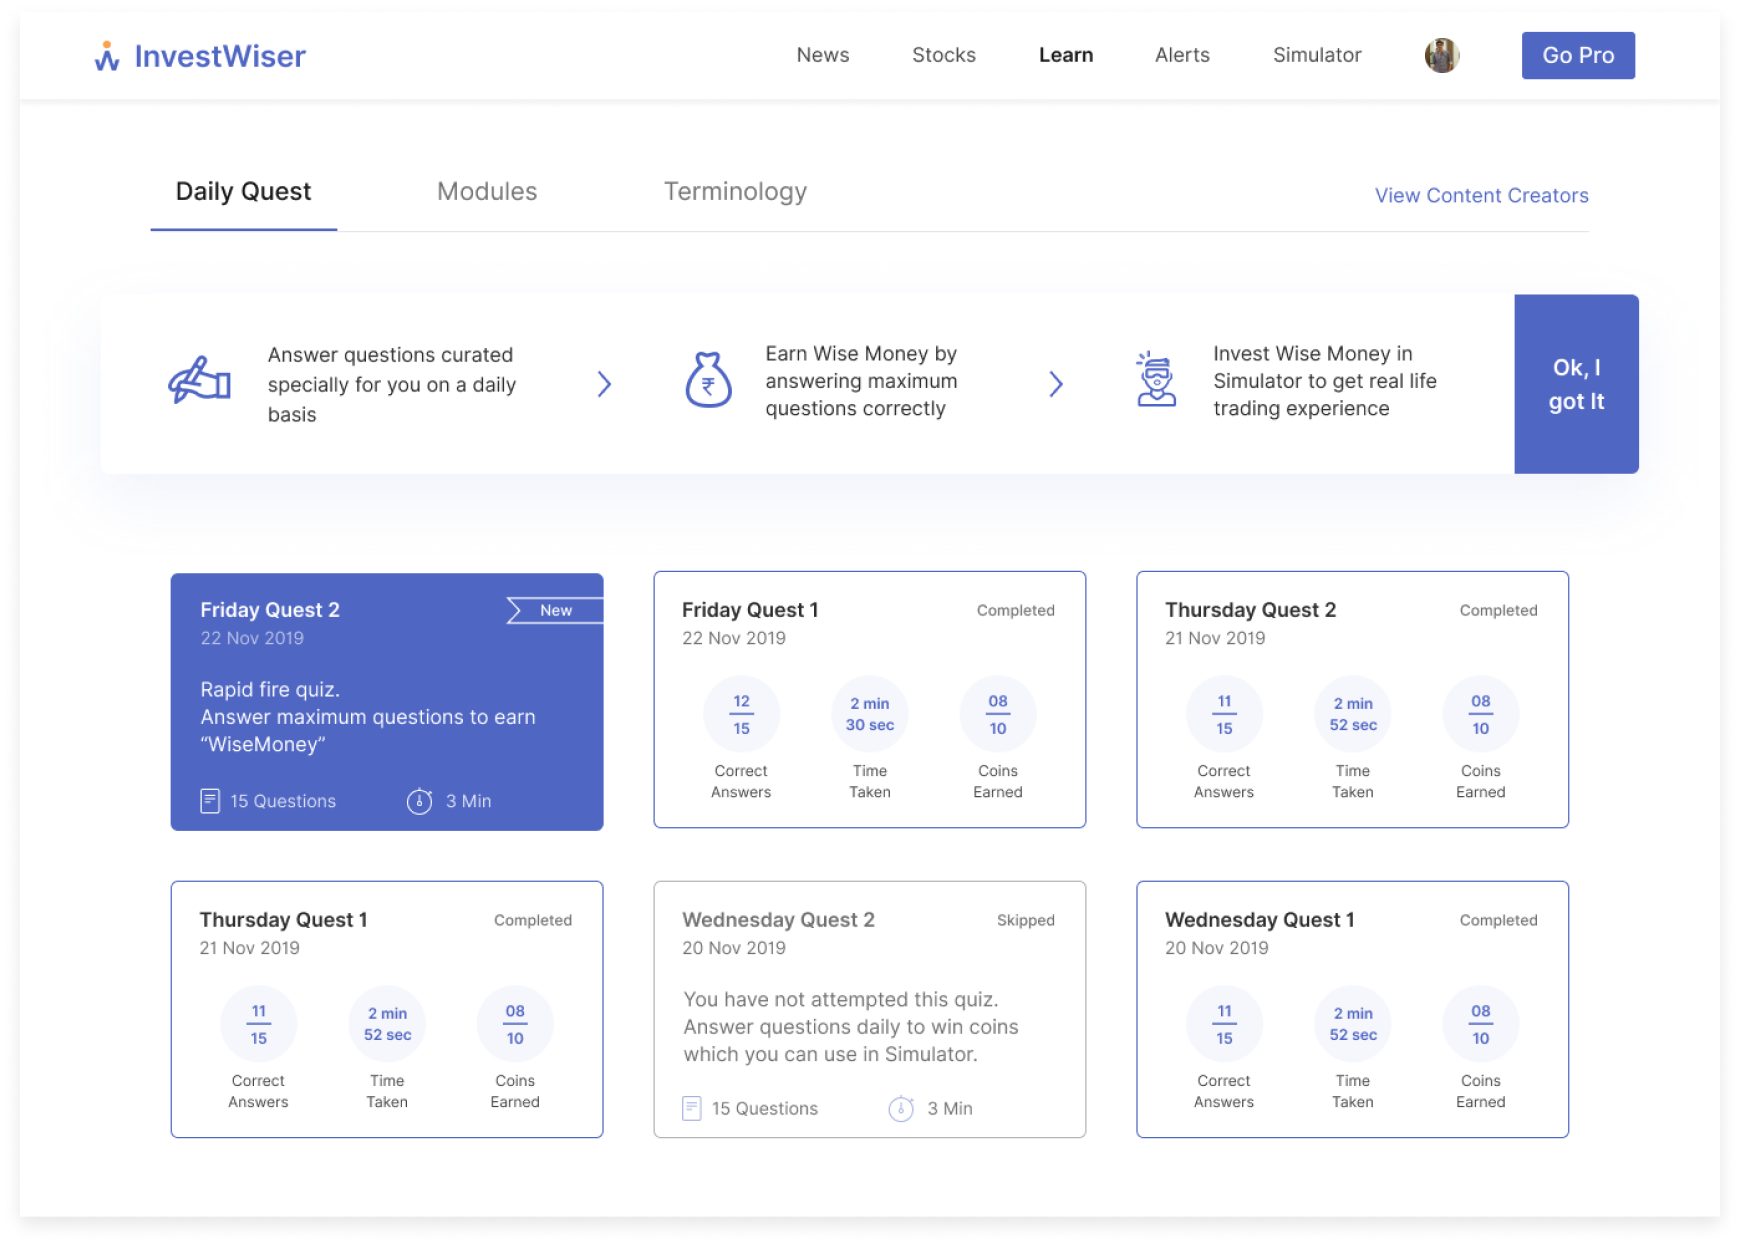 InvestWiser
News
Stocks
Learn
Alerts
Simulator
Go Pro
Daily Quest
Modules
Terminology
View Content Creators
Answer questions curated
specially for you on a daily
basis
Earn Wise Money by
answering maximum
questions correctly
Invest Wise Money in
Simulator to get real life
trading experience
Ok, I
got It
Friday Quest 2
New
22 Nov 2019
Rapid fire quiz.
Answer maximum questions to earn
“WiseMoney”
15 Questions
3 Min
Friday Quest 1
Completed
22 Nov 2019
12
15
Correct
Answers
2 min
30 sec
Time
Taken
08
10
Coins
Earned
Thursday Quest 2
Completed
21 Nov 2019
11
15
Correct
Answers
2 min
52 sec
Time
Taken
08
10
Coins
Earned
Thursday Quest 1
Completed
21 Nov 2019
11
15
Correct
Answers
2 min
52 sec
Time
Taken
08
10
Coins
Earned
Wednesday Quest 2
Skipped
20 Nov 2019
You have not attempted this quiz.
Answer questions daily to win coins
which you can use in Simulator.
15 Questions
3 Min
Wednesday Quest 1
Completed
20 Nov 2019
11
15
Correct
Answers
2 min
52 sec
Time
Taken
08
10
Coins
Earned